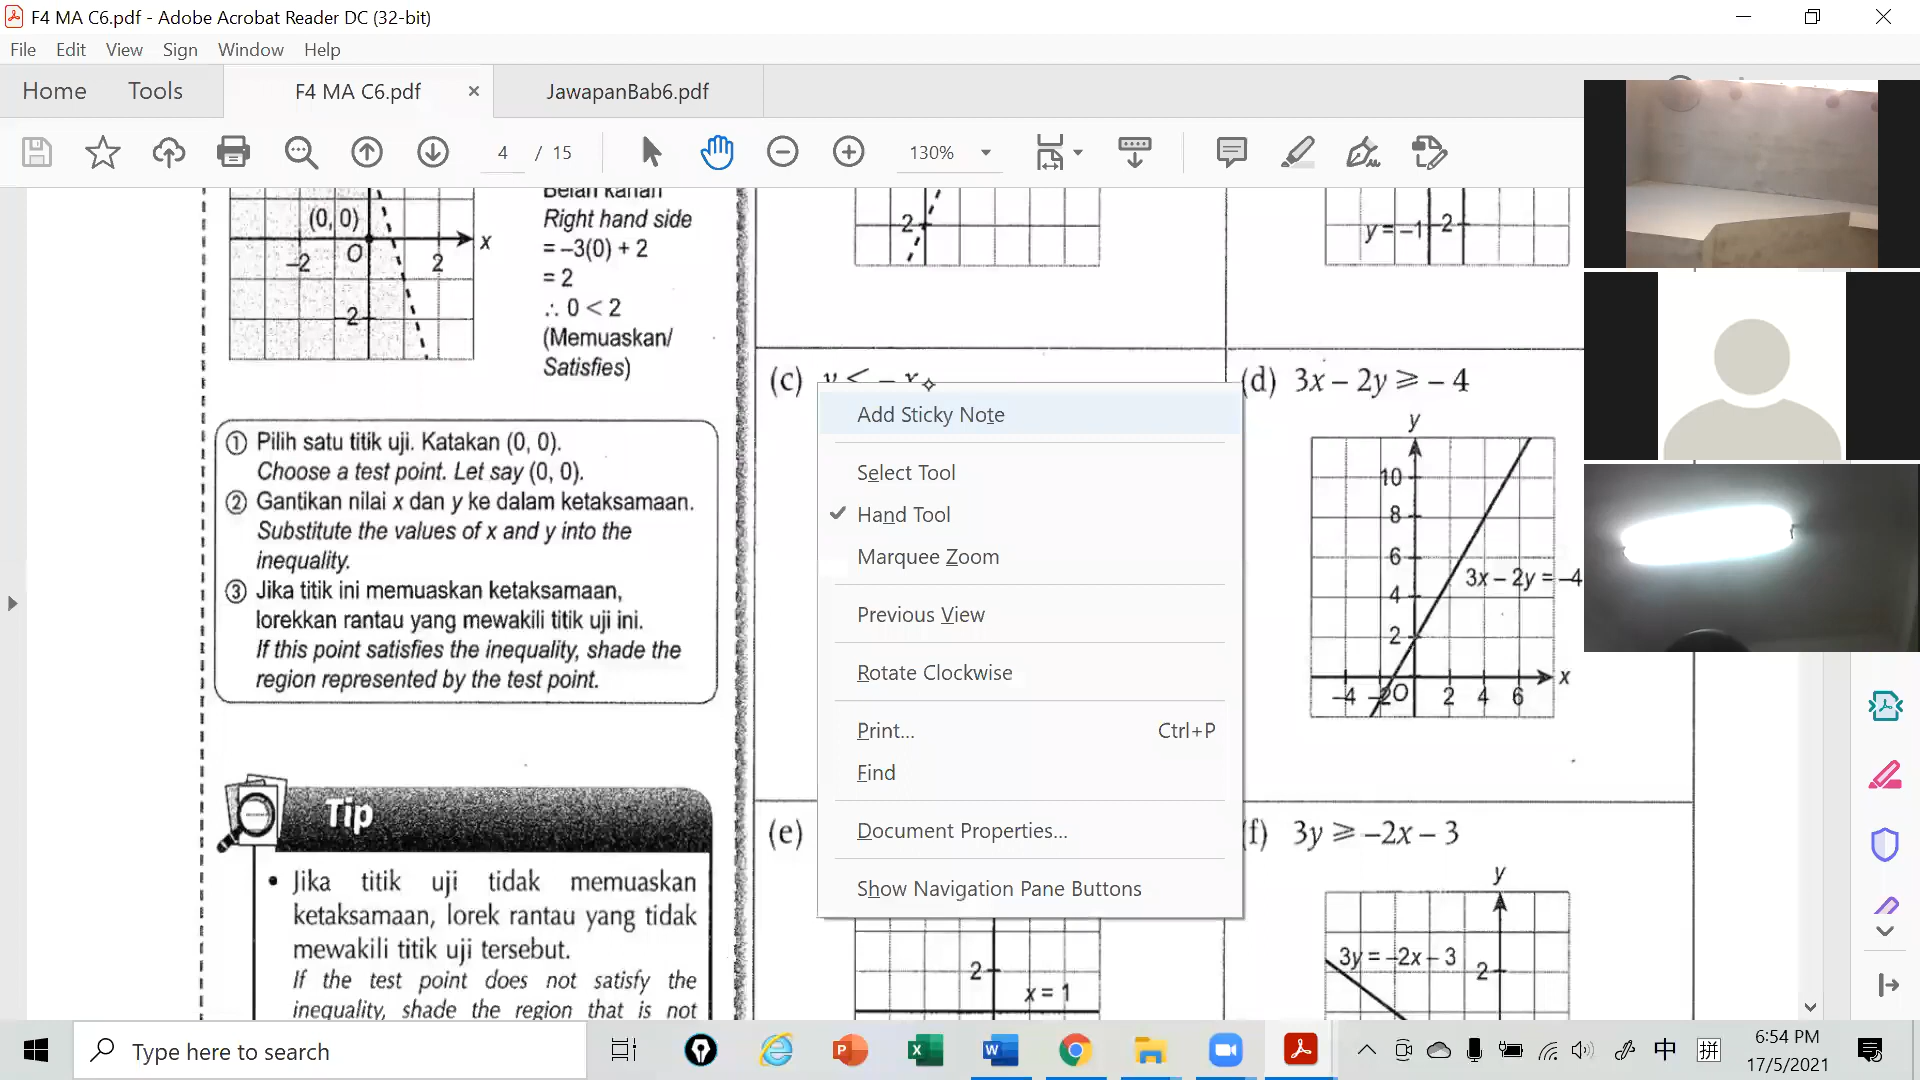 F4 MA C6.pdf - Adobe Acrobat Reader DC (32-bit)
File Edit View Sign Window Help
Home Tools F4 MA C6.pdf × JawapanBab6.pdf
4 / 15 130%
(0, 0)
x
O
-2 2
-2
Belah kanan
Right hand side
= –3(0) + 2
= 2
∴ 0 < 2
(Memuaskan/
Satisfies)
① Pilih satu titik uji. Katakan (0, 0).
Choose a test point. Let say (0, 0).
② Gantikan nilai x dan y ke dalam ketaksamaan.
Substitute the values of x and y into the
inequality.
③ Jika titik ini memuaskan ketaksamaan,
lorekkan rantau yang mewakili titik uji ini.
If this point satisfies the inequality, shade the
region represented by the test point.
Tip
• Jika titik uji tidak memuaskan
ketaksamaan, lorek rantau yang tidak
mewakili titik uji tersebut.
If the test point does not satisfy the
inequality, shade the region that is not
-2
y = –1 -2
(c) y < – x
Add Sticky Note
Select Tool
Hand Tool
Marquee Zoom
Previous View
Rotate Clockwise
Print... Ctrl+P
Find
Document Properties...
Show Navigation Pane Buttons
(d) 3x – 2y ⩾ – 4
y
10
8
6
3x – 2y = –4
4
2
x
-4 -2 O 2 4 6
(e)
2
x = 1
(f) 3y ⩾ –2x – 3
y
3y = –2x – 3
2
Type here to search
中 拼
6:54 PM
17/5/2021